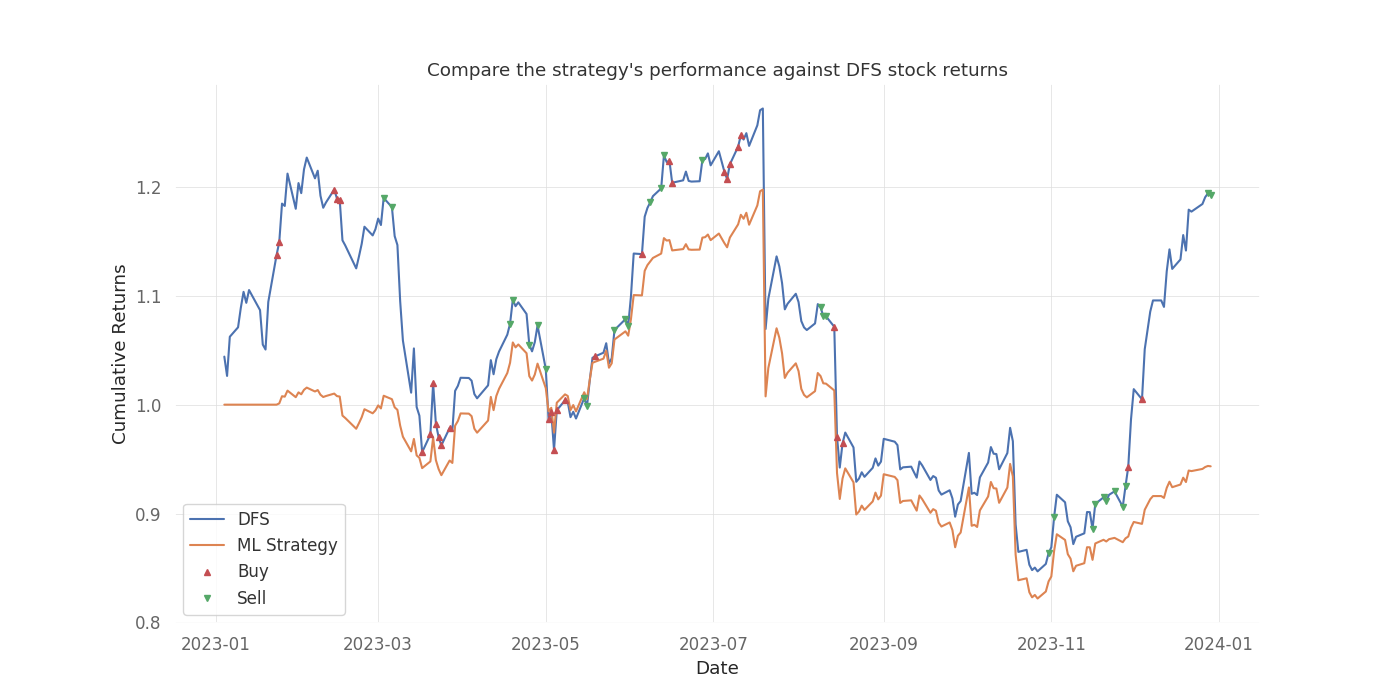 Compare the strategy's performance against DFS stock returns
Cumulative Returns
1.2
1.1
1.0
0.9
0.8
DFS
ML Strategy
Buy
Sell
2023-01
2023-03
2023-05
2023-07
2023-09
2023-11
2024-01
Date